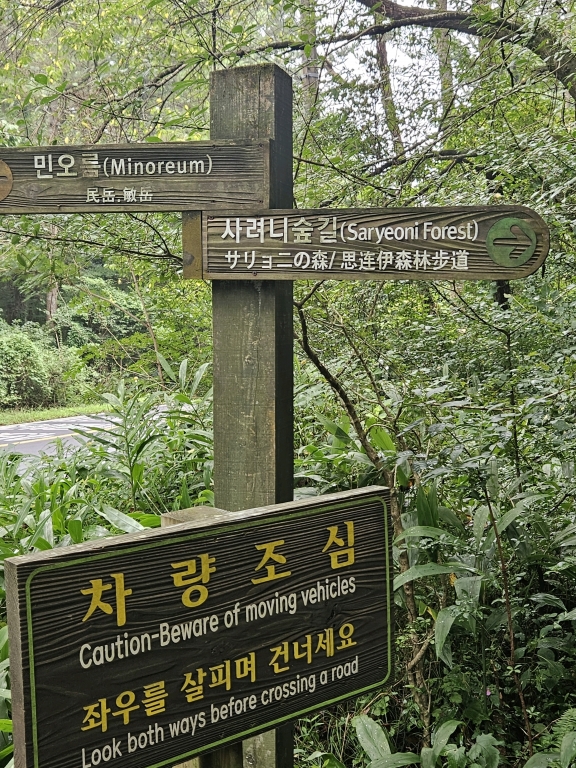 민오름(Minoreum)
民岳, 敏岳
사려니숲길(Saryeoni Forest)
サリョニの森/ 思连伊森林步道
차량조심
Caution-Beware of moving vehicles
좌우를 살피며 건너세요
Look both ways before crossing a road